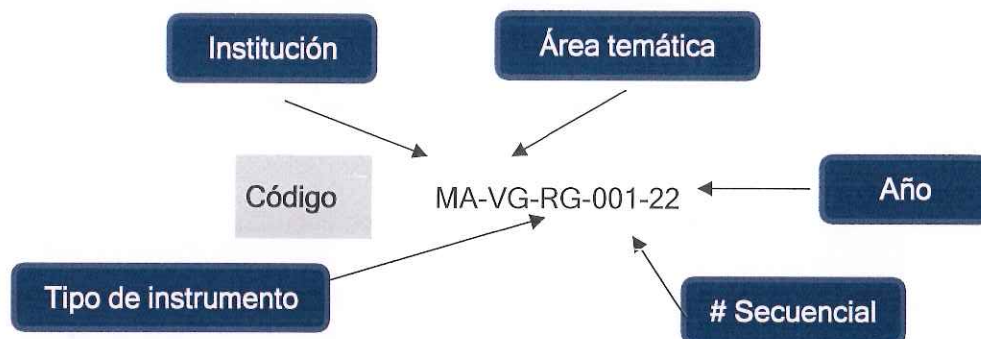 Institución
Área temática
Código
MA-VG-RG-001-22
Año
Tipo de instrumento
# Secuencial